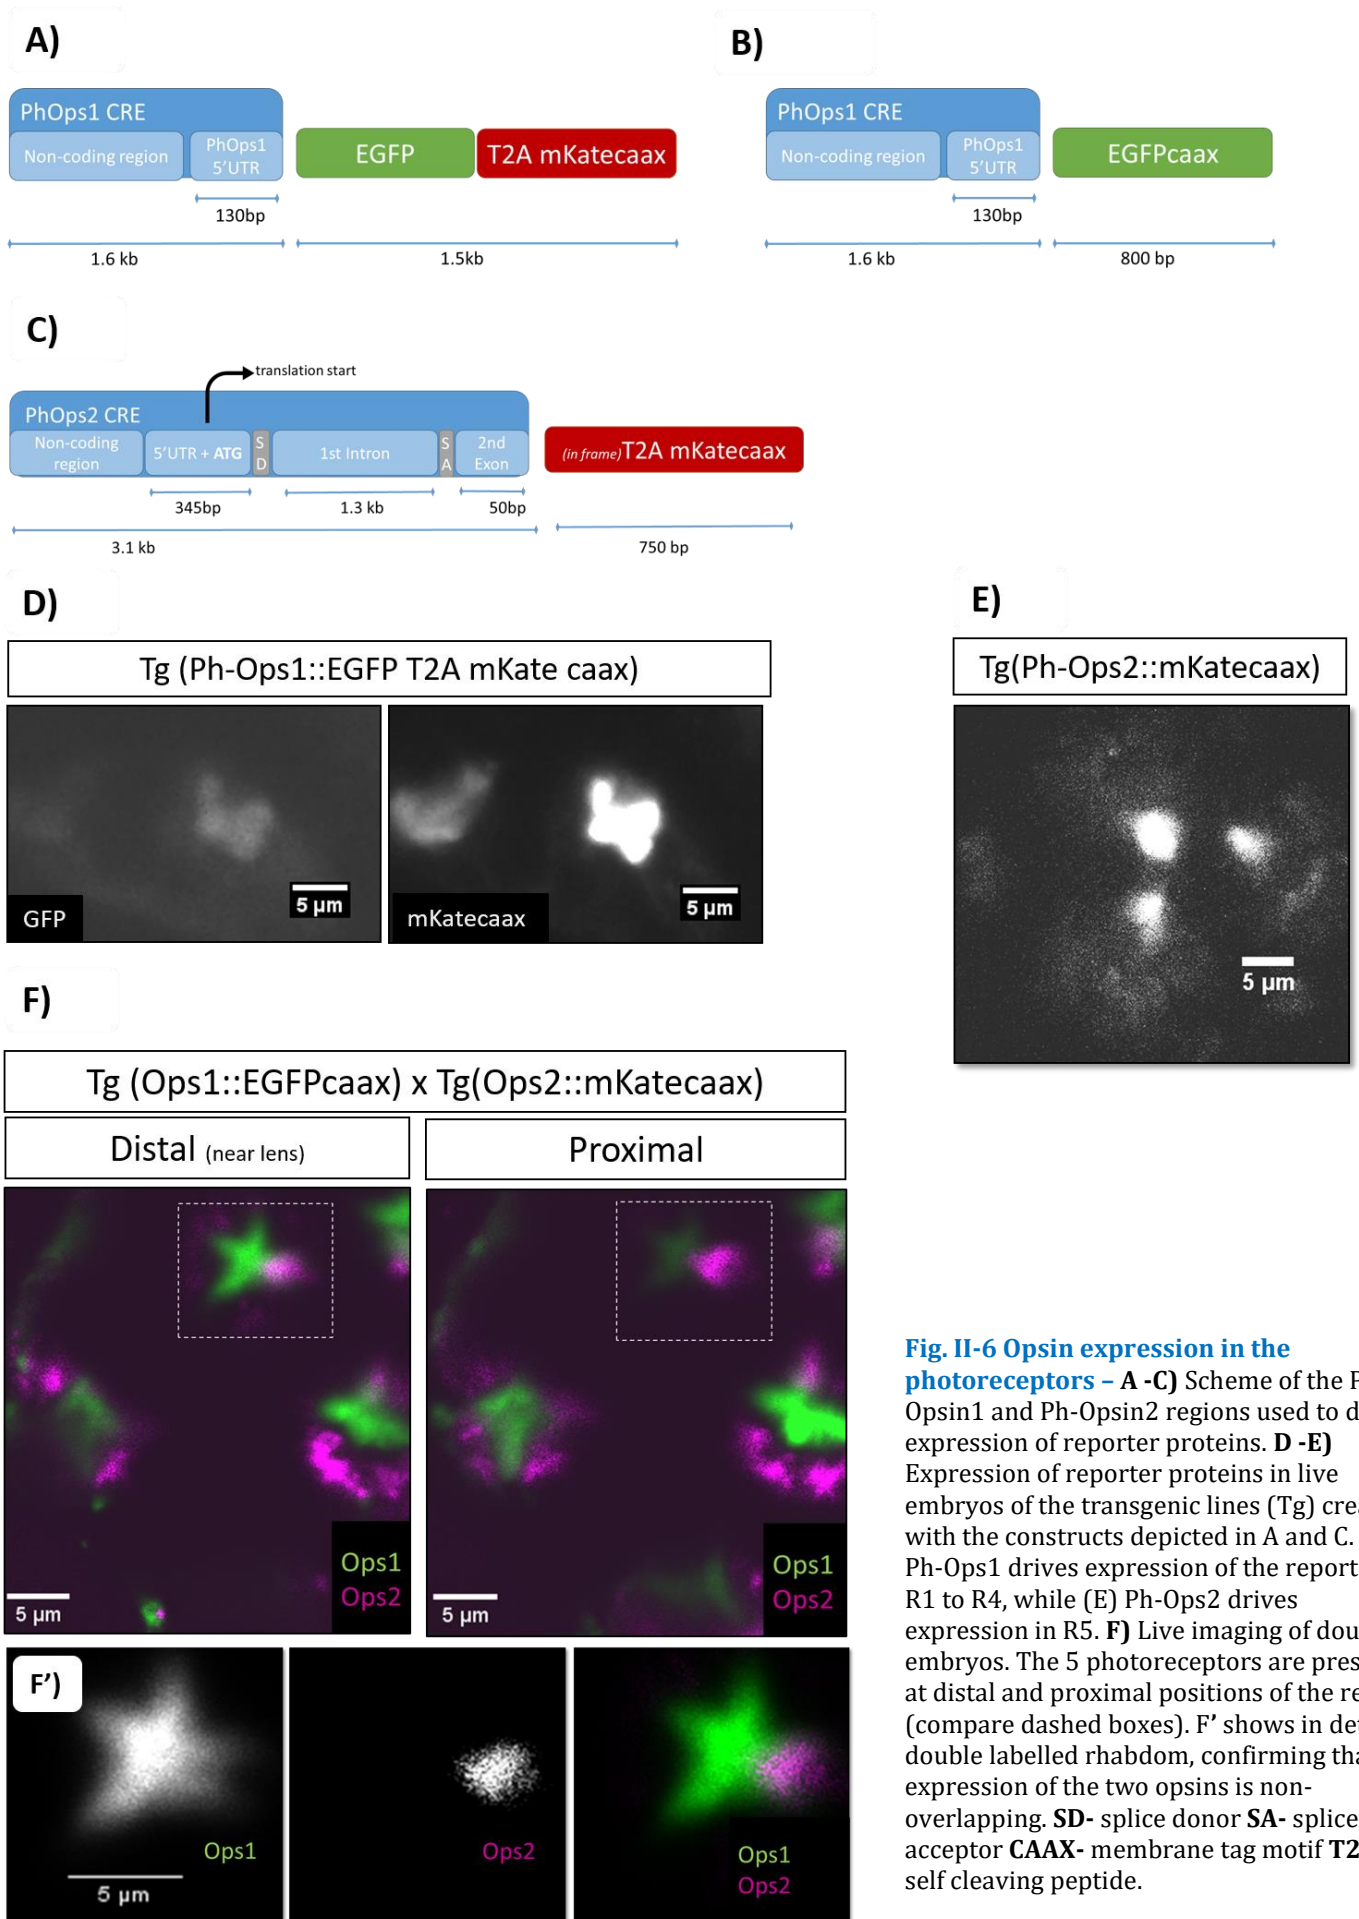 A)
PhOps1 CRE
Non-coding region
PhOps1
5'UTR
EGFP
T2A mKatecaax
130bp
1.6 kb
1.5kb
B)
PhOps1 CRE
Non-coding region
PhOps1
5'UTR
EGFPcaax
130bp
1.6 kb
800 bp
C)
translation start
PhOps2 CRE
Non-coding
region
5'UTR + ATG
S
D
1st Intron
S
A
2nd
Exon
(in frame)T2A mKatecaax
345bp
1.3 kb
50bp
3.1 kb
750 bp
D)
Tg (Ph-Ops1::EGFP T2A mKate caax)
GFP
5 µm
mKatecaax
5 µm
E)
Tg(Ph-Ops2::mKatecaax)
5 µm
F)
Tg (Ops1::EGFPcaax) x Tg(Ops2::mKatecaax)
Distal (near lens)
Proximal
Ops1
Ops2
5 µm
Ops1
Ops2
5 µm
F')
Ops1
5 µm
Ops2
Ops1
Ops2
Fig. II-6 Opsin expression in the
photoreceptors – A -C) Scheme of the
Opsin1 and Ph-Opsin2 regions used to
expression of reporter proteins. D -E)
Expression of reporter proteins in live
embryos of the transgenic lines (Tg)
with the constructs depicted in A and C.
Ph-Ops1 drives expression of the
R1 to R4, while (E) Ph-Ops2 drives
expression in R5. F) Live imaging of
embryos. The 5 photoreceptors are
at distal and proximal positions of the
(compare dashed boxes). F' shows in
double labelled rhabdom, confirming
expression of the two opsins is non-
overlapping. SD- splice donor SA- splice
acceptor CAAX- membrane tag motif
self cleaving peptide.